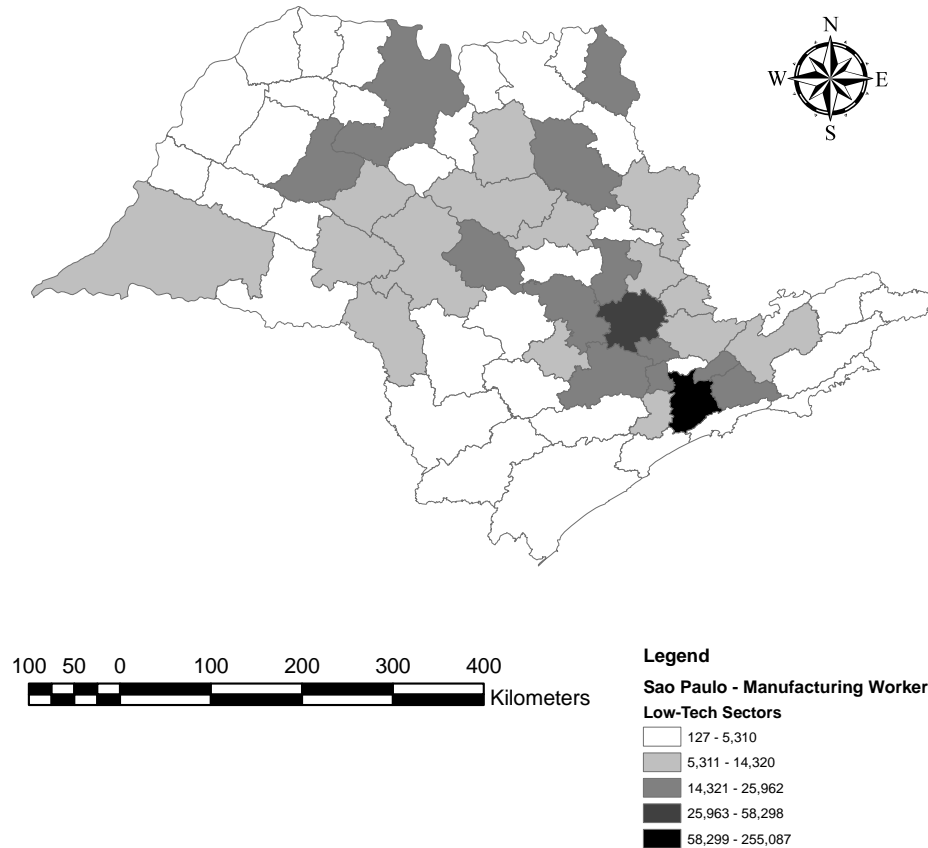 N
W E
S
100 50 0 100 200 300 400
Kilometers
Legend
Sao Paulo - Manufacturing Worker
Low-Tech Sectors
127 - 5,310
5,311 - 14,320
14,321 - 25,962
25,963 - 58,298
58,299 - 255,087